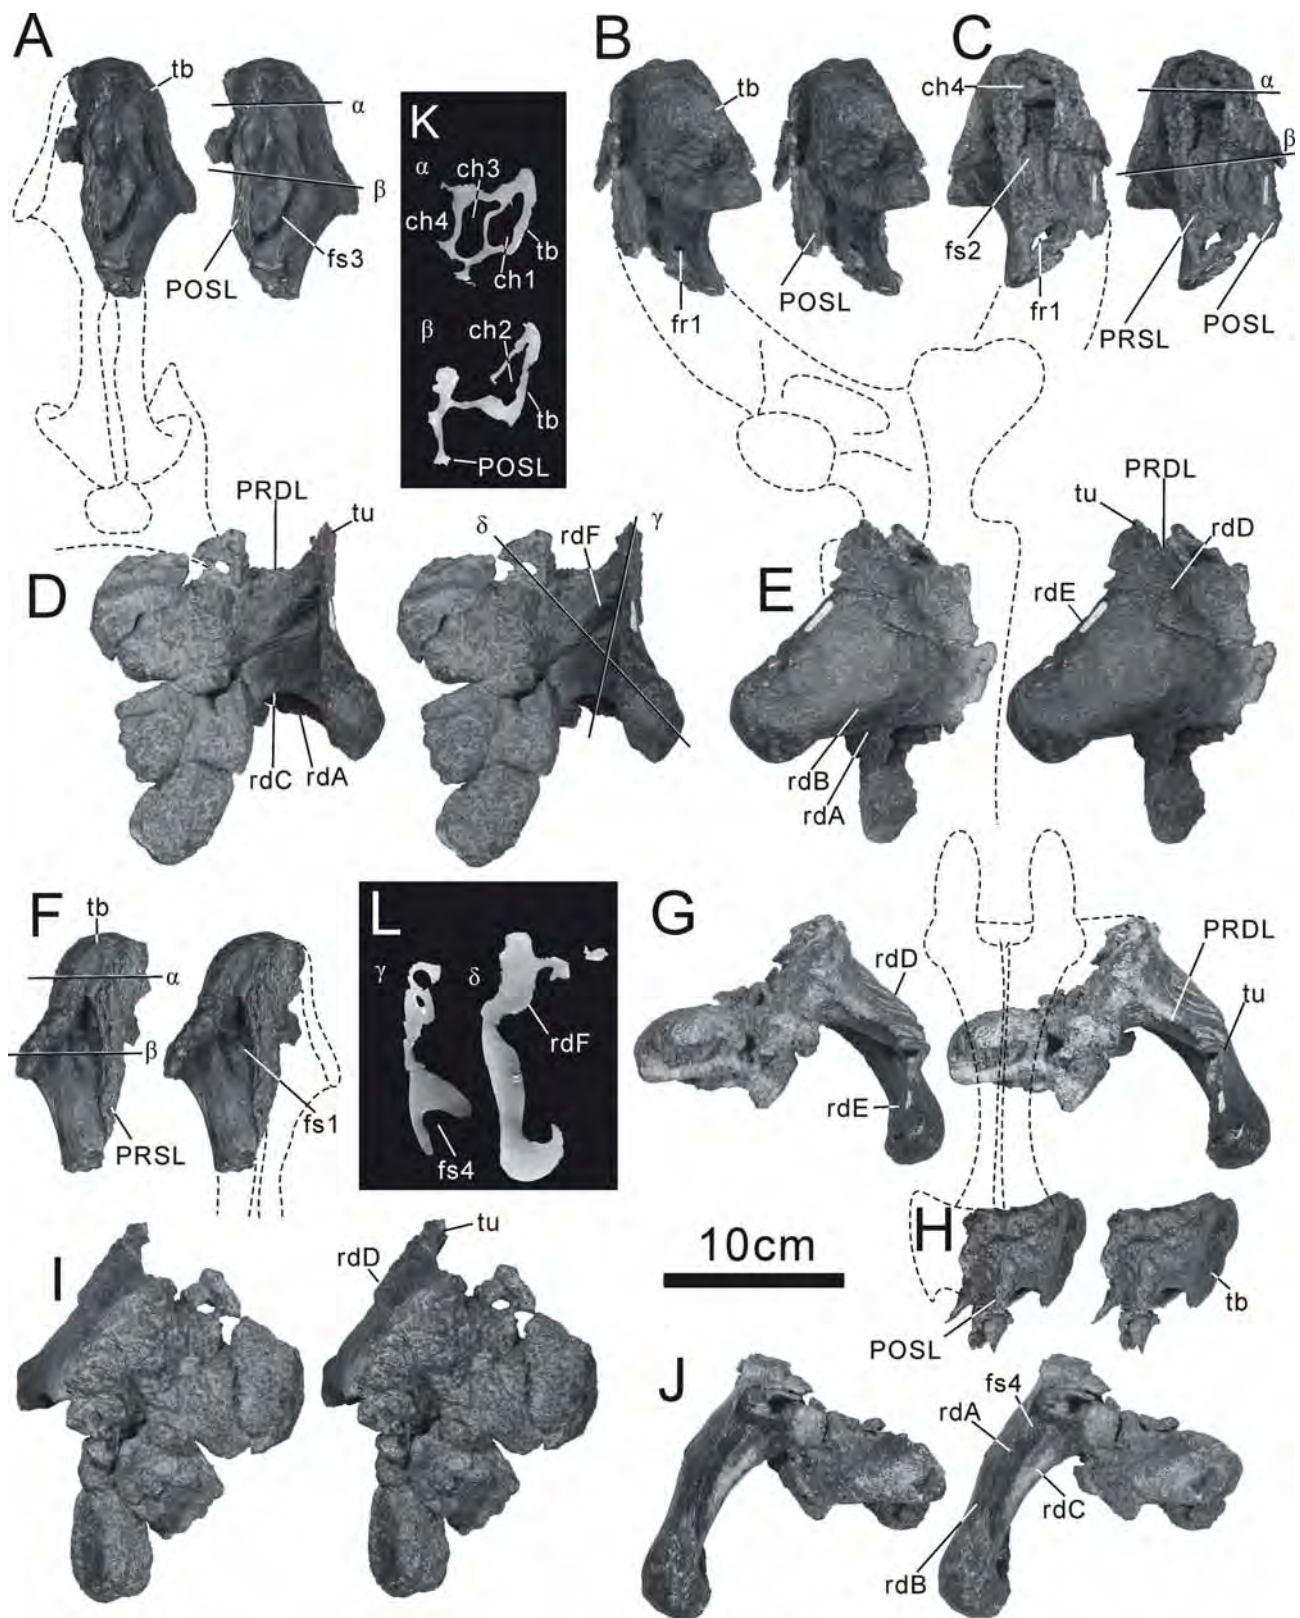 A
tb
α
β
fs3
POSL
K
α
ch3
ch4
tb
ch1
β
ch2
tb
POSL
B
tb
POSL
fr1
C
ch4
α
β
fs2
fr1
PRSL
POSL
D
PRDL
tu
δ
γ
rdF
rdC
rdA
E
PRDL
tu
rdD
rdE
rdB
rdA
F
tb
α
β
fs1
PRSL
L
γ
δ
rdF
fs4
G
PRDL
rdD
tu
rdE
10cm
H
tb
POSL
I
tu
rdD
J
fs4
rdA
rdC
rdB